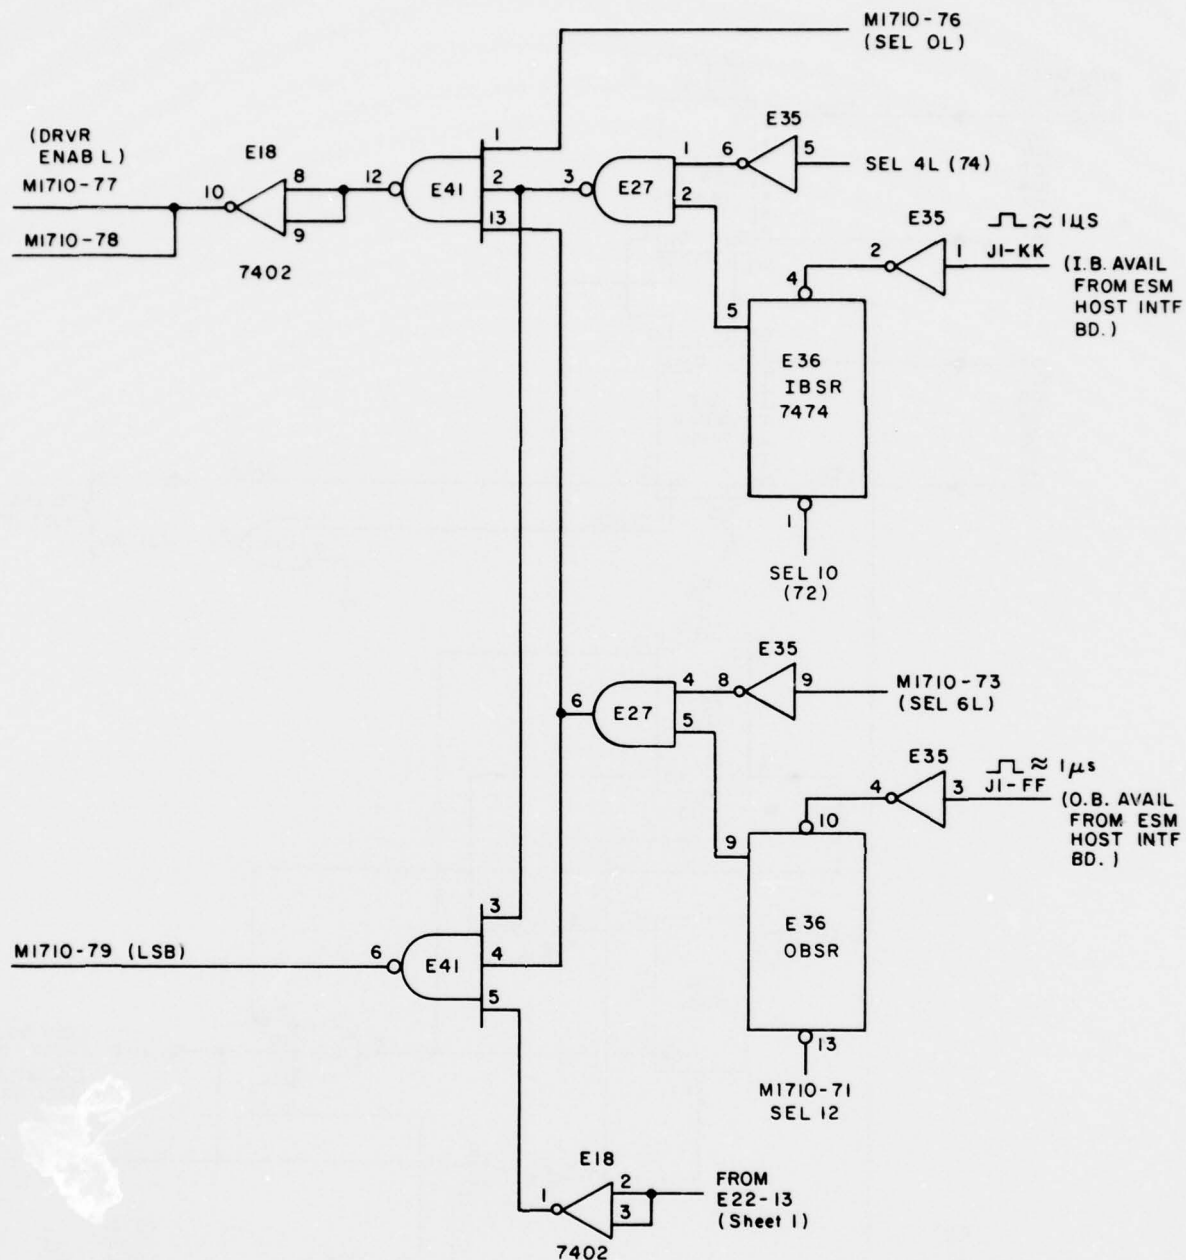 M1710-76
(SEL 0L)
(DRVR
ENAB L)
M1710-77
M1710-78
E18
10
8
9
7402
12
E41
1
2
13
3
E27
1
2
E35
6
5
SEL 4L (74)
E35
≈ 1μS
2
1
J1-KK
(I.B. AVAIL
FROM ESM
HOST INTF
BD.)
4
5
E36
IBSR
7474
1
SEL 10
(72)
E35
8
9
M1710-73
(SEL 6L)
6
E27
4
5
E35
≈ 1μs
4
3
J1-FF
(O.B. AVAIL
FROM ESM
HOST INTF
BD.)
10
9
E36
OBSR
13
M1710-71
SEL 12
M1710-79 (LSB)
6
E41
3
4
5
E18
1
2
3
7402
FROM
E22-13
(Sheet 1)